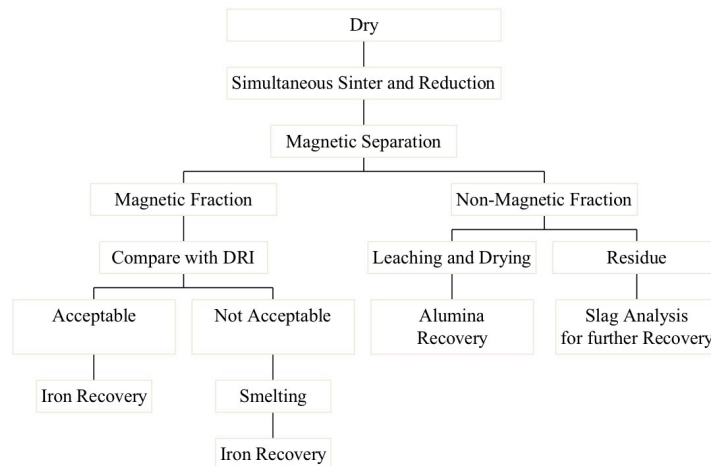 Dry
Simultaneous Sinter and Reduction
Magnetic Separation
Magnetic Fraction
Non-Magnetic Fraction
Compare with DRI
Leaching and Drying
Residue
Acceptable
Not Acceptable
Alumina
Recovery
Slag Analysis
for further Recovery
Iron Recovery
Smelting
Iron Recovery